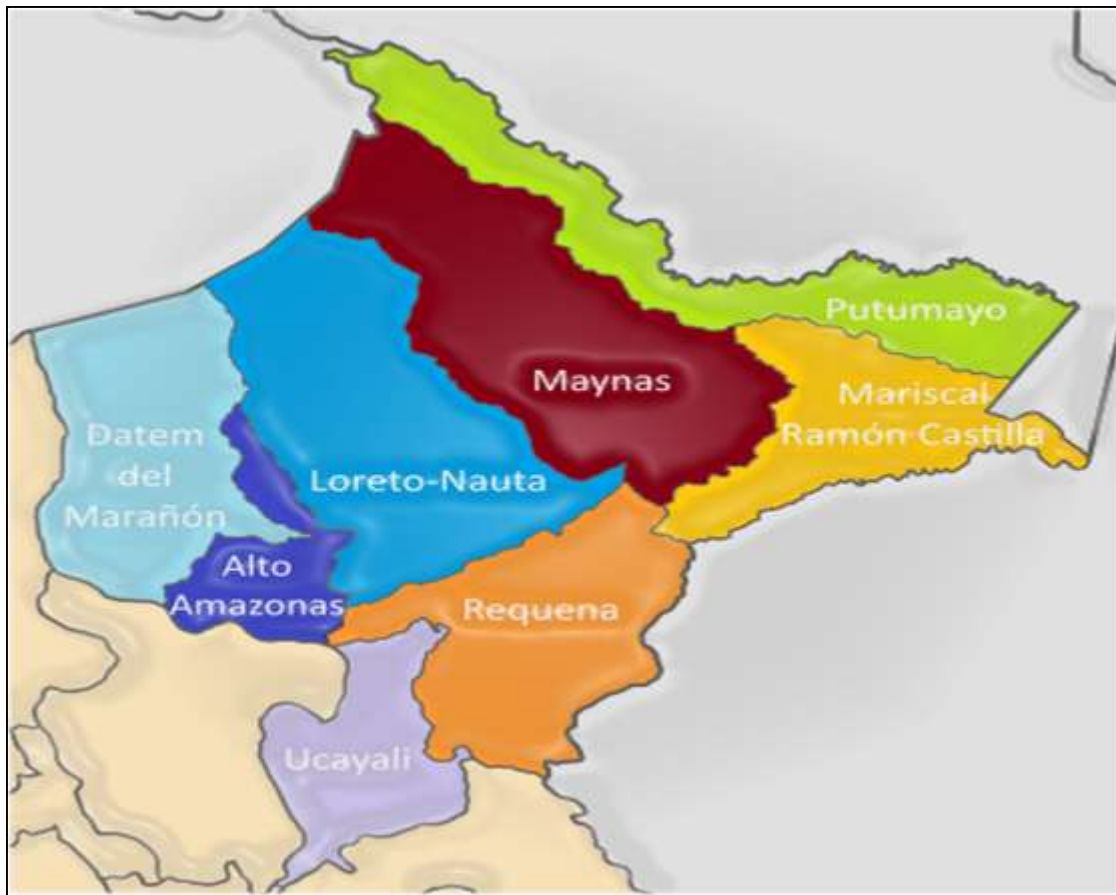 Putumayo
Maynas
Mariscal
Ramón Castilla
Datem
del
Marañón
Loreto-Nauta
Alto
Amazonas
Requena
Ucayali